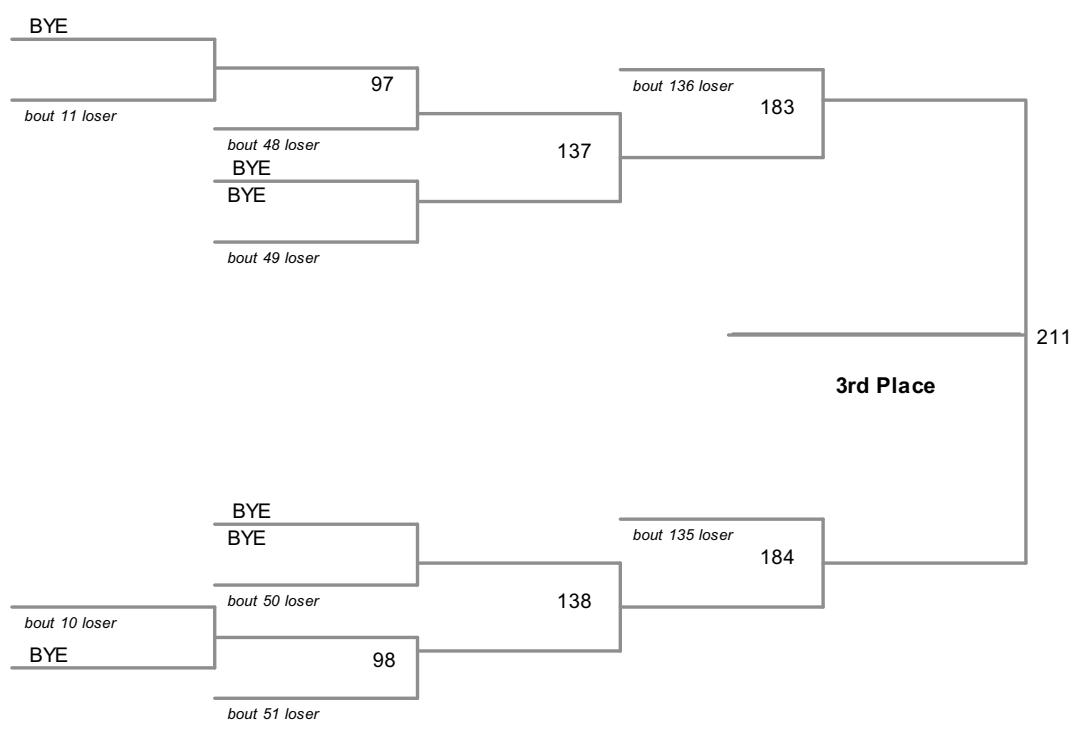 BYE
97
bout 136 loser
183
bout 11 loser
bout 48 loser
137
BYE
BYE
bout 49 loser
211
3rd Place
BYE
BYE
bout 135 loser
184
bout 50 loser
138
bout 10 loser
BYE
98
bout 51 loser